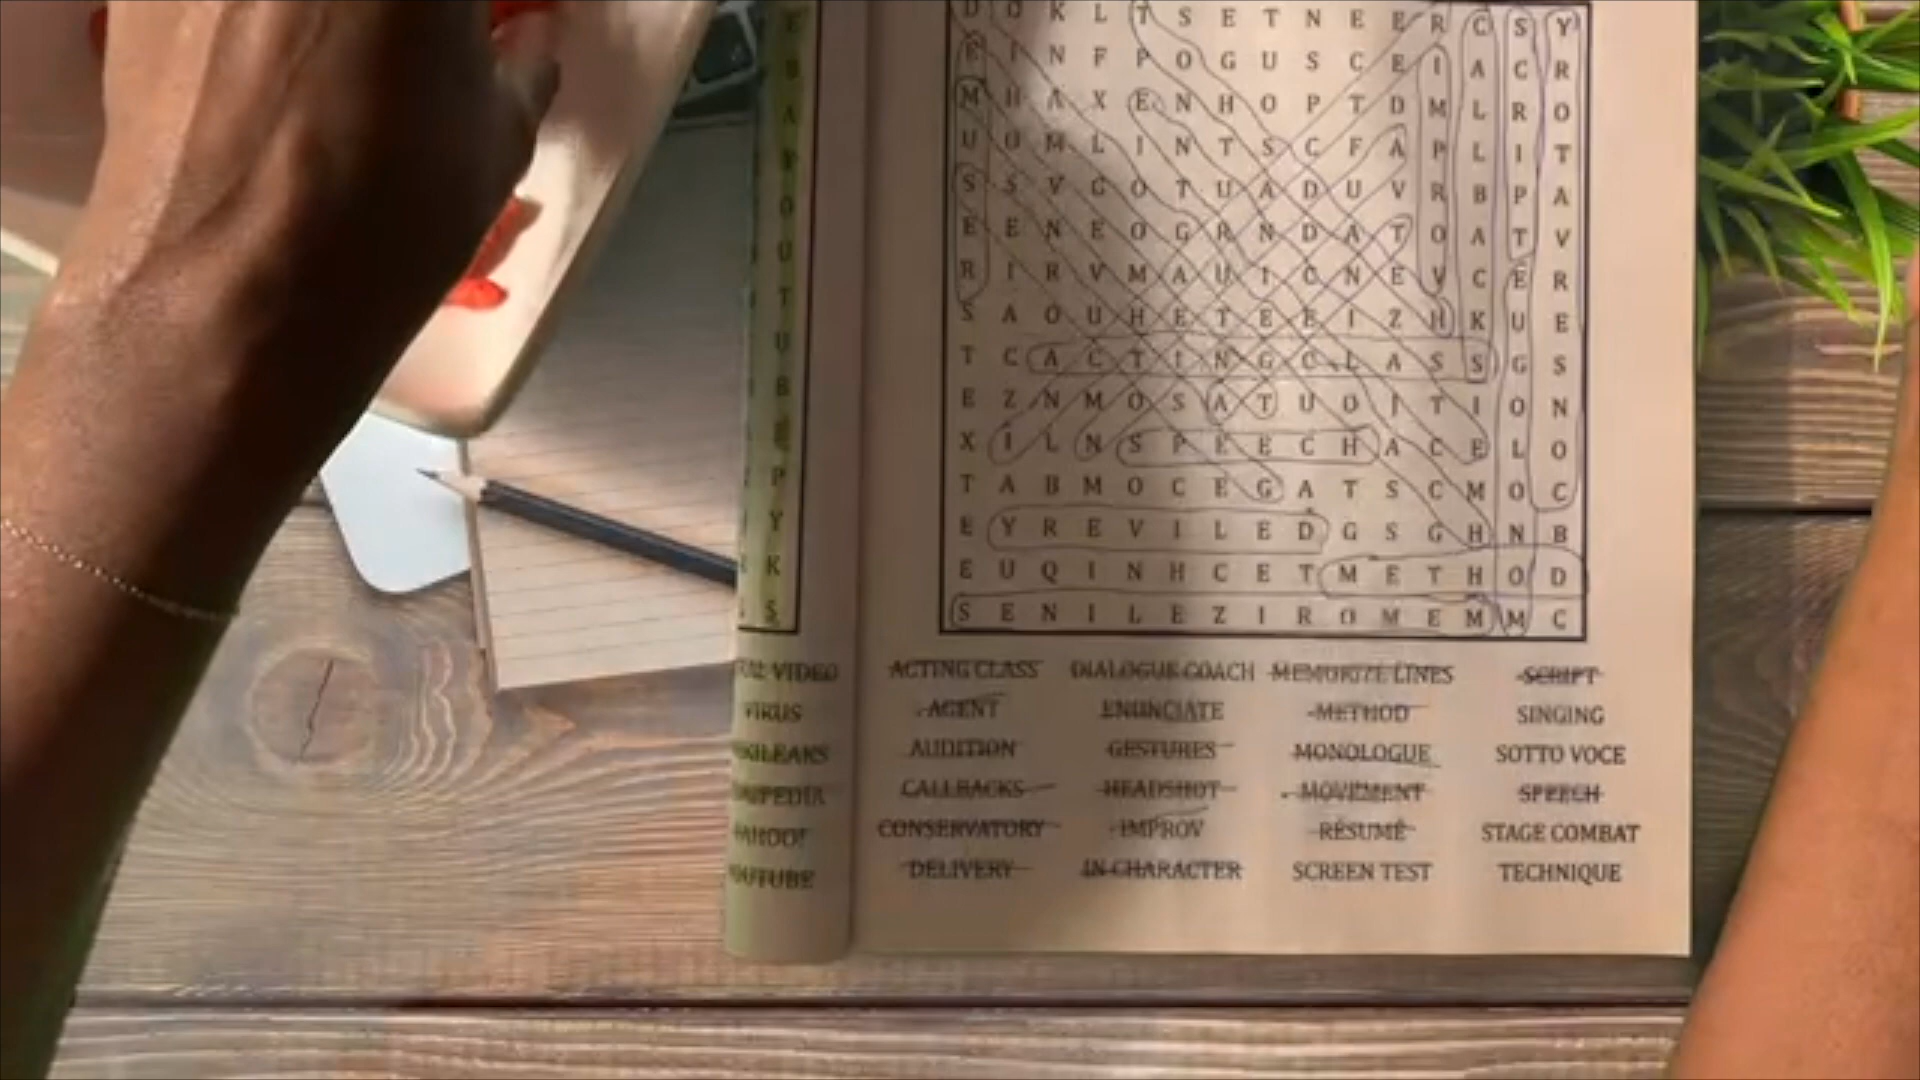 D O K L T S E T N E E R C S Y
E I N F P O G U S C E I A C R
M H A X E N H O P T D M L R O
U O M L I N T S C F A P L I T
S S V G O T U A D U V R B P A
E E N E O G R N D A T O A T V
R I R V M A U I C N E V C E R
S A O U H E T E E I Z H K U E
T C A C T I N G C L A S S G S
E Z N M O S A T U O J T I O N
X I L N S P E E C H A C E L O
T A B M O C E G A T S C M O C
E Y R E V I L E D G S G H N B
E U Q I N H C E T M E T H O D
S E N I L E Z I R O M E M M C
ACTING CLASS DIALOGUE COACH MEMORIZE LINES SCRIPT
AGENT ENUNCIATE METHOD SINGING
AUDITION GESTURES MONOLOGUE SOTTO VOCE
CALLBACKS HEADSHOT MOVEMENT SPEECH
CONSERVATORY IMPROV RÉSUMÉ STAGE COMBAT
DELIVERY IN CHARACTER SCREEN TEST TECHNIQUE
VIDEO
VIRUS